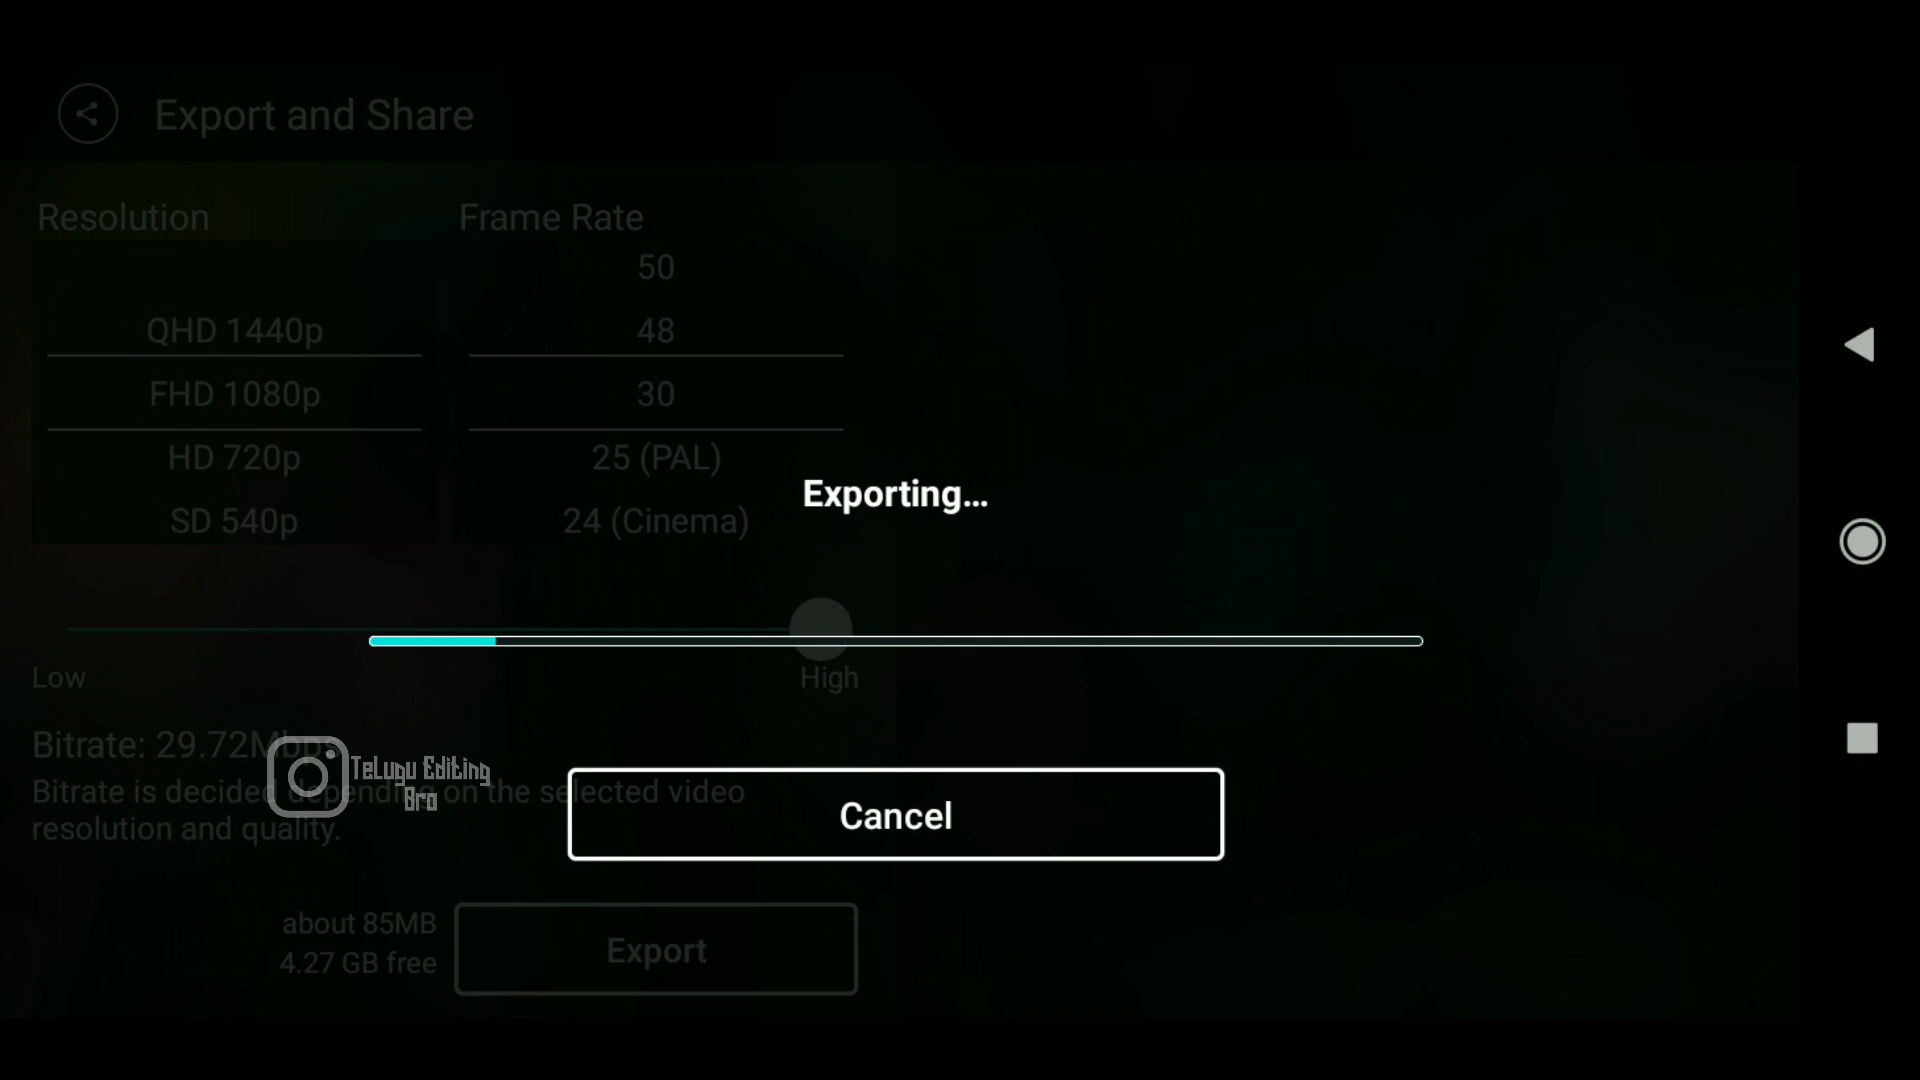 Export and Share
Resolution
Frame Rate
50
QHD 1440p
48
FHD 1080p
30
HD 720p
25 (PAL)
SD 540p
24 (Cinema)
Exporting...
Low
High
Bitrate: 29.72Mbps
TeLugu Editing
Bro
Bitrate is decided depending on the selected video
resolution and quality.
Cancel
about 85MB
4.27 GB free
Export